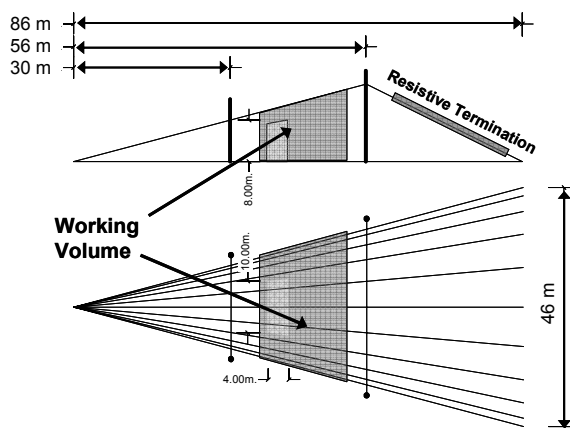 86 m
56 m
30 m
Resistive Termination
8.00m.
Working
Volume
10.00m.
46 m
4.00m.